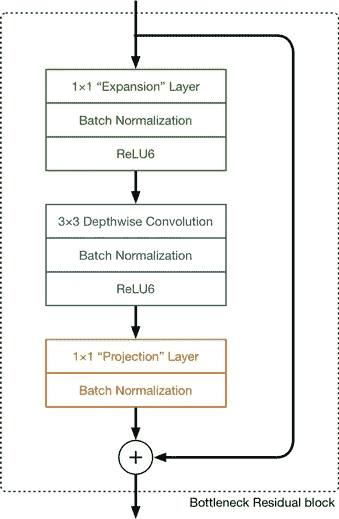 1×1 “Expansion” Layer
Batch Normalization
ReLU6
3×3 Depthwise Convolution
Batch Normalization
ReLU6
1×1 “Projection” Layer
Batch Normalization
+
Bottleneck Residual block